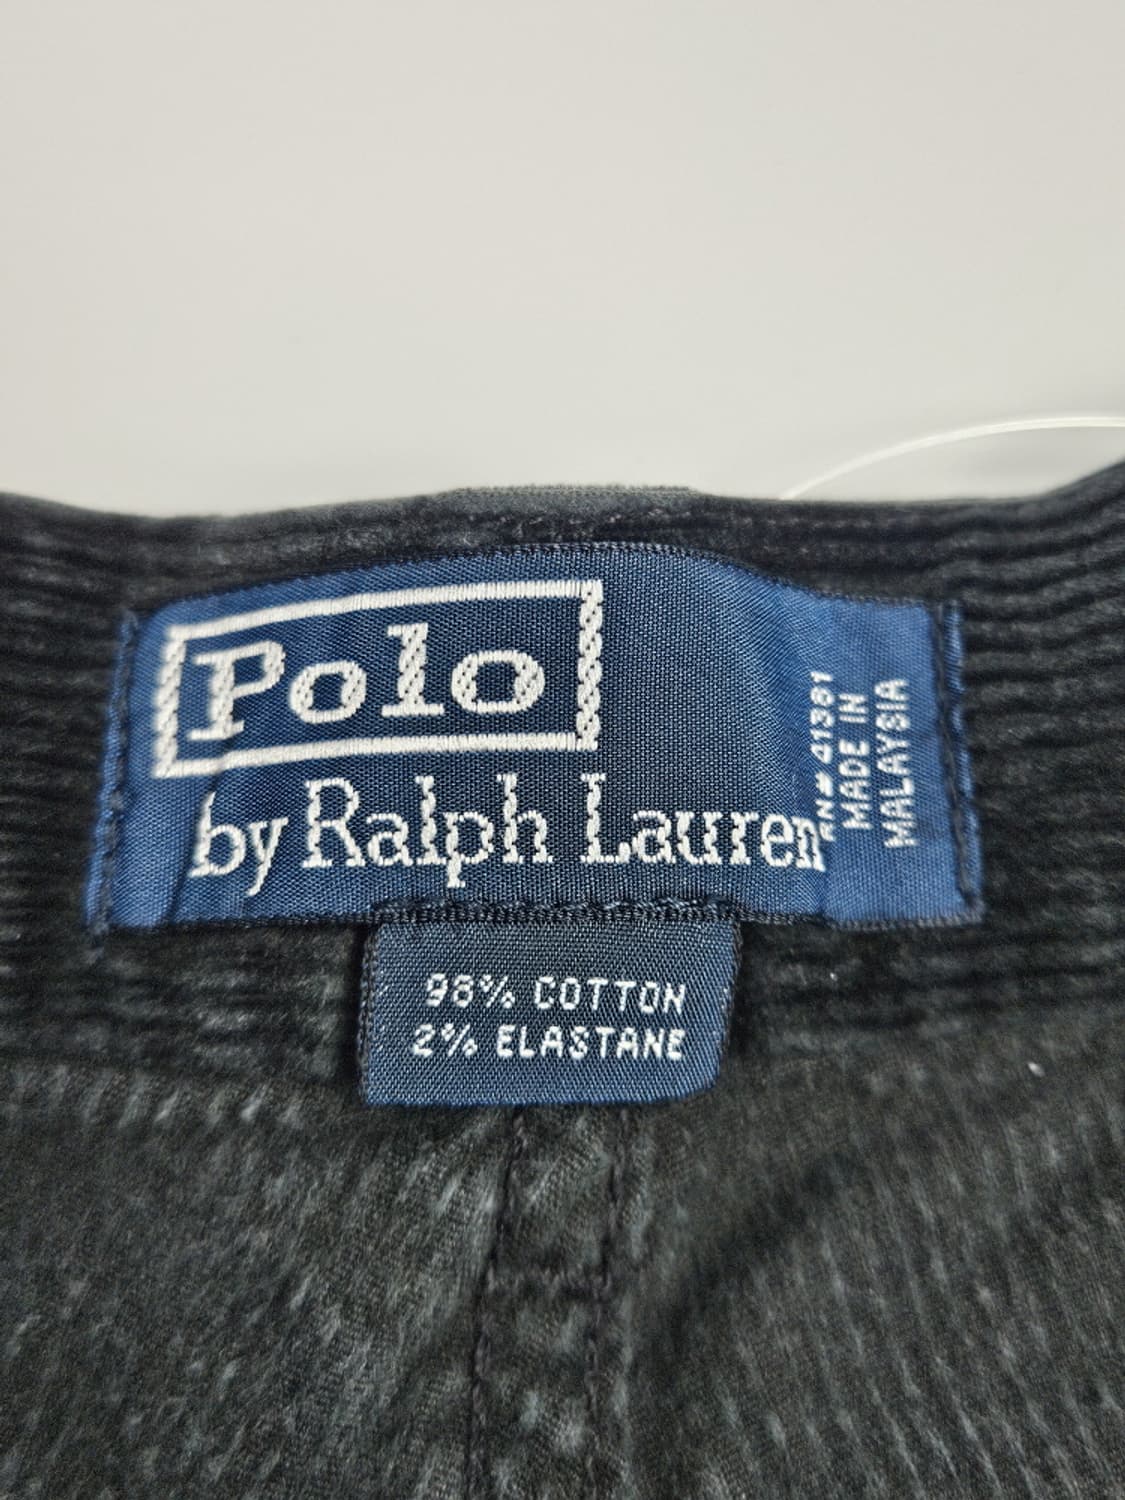 Polo
by Ralph Lauren
RN# 41381
MADE IN
MALAYSIA
98% COTTON
2% ELASTANE